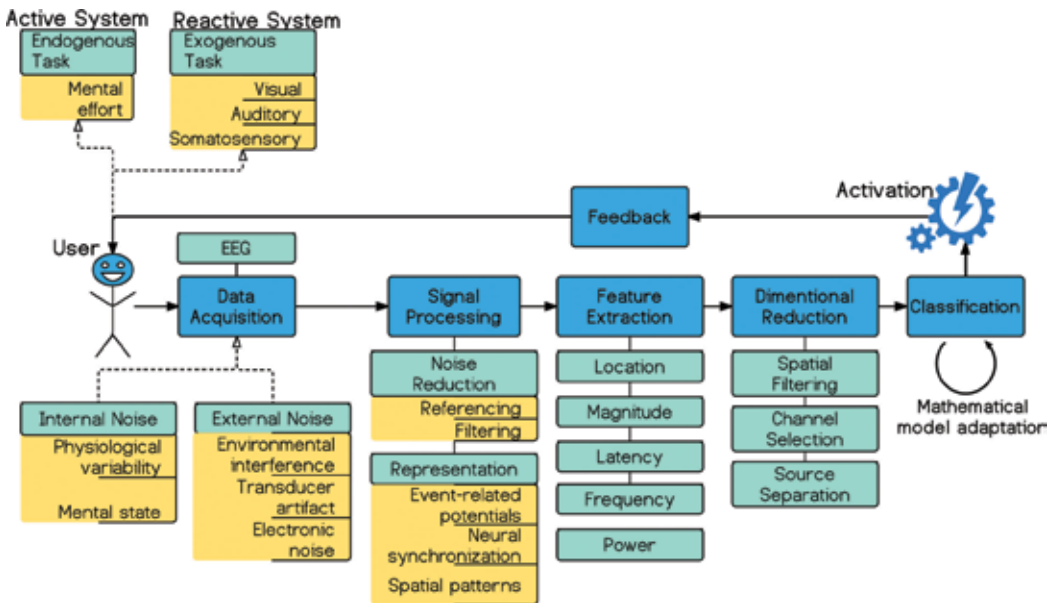 Active System
Endogenous
Task
Mental
effort
Reactive System
Exogenous
Task
Visual
Auditory
Somatosensory
Activation
Feedback
User
EEG
Data
Acquisition
Signal
Processing
Feature
Extraction
Dimentional
Reduction
Classification
Internal Noise
Physiological
variability
Mental state
External Noise
Environmental
interference
Transducer
artifact
Electronic
noise
Noise
Reduction
Referencing
Filtering
Representation
Event-related
potentials
Neural
synchronization
Spatial patterns
Location
Magnitude
Latency
Frequency
Power
Spatial
Filtering
Channel
Selection
Source
Separation
Mathematical
model adaptation